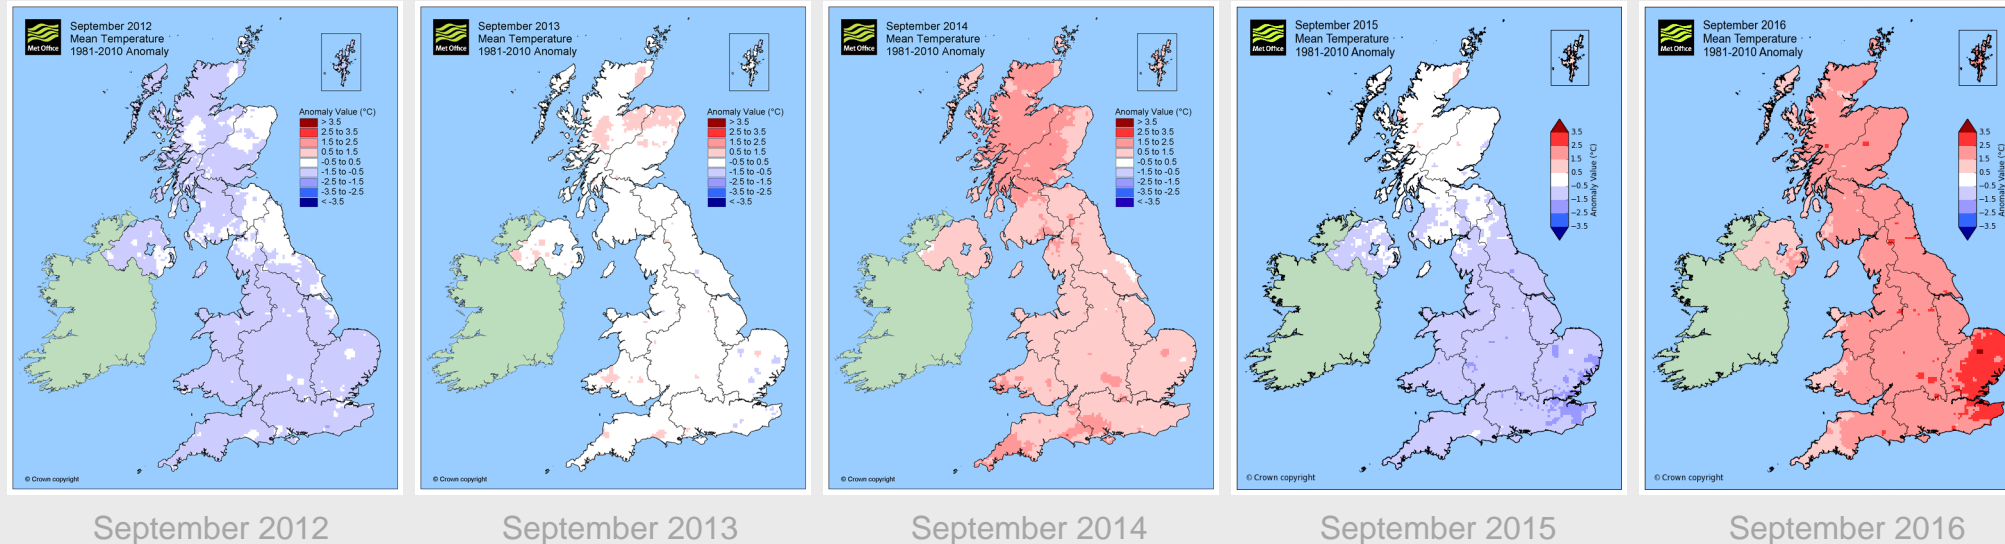 Met Office
September 2012
Mean Temperature
1981-2010 Anomaly
Anomaly Value (°C)
> 3.5
2.5 to 3.5
1.5 to 2.5
0.5 to 1.5
-0.5 to 0.5
-1.5 to -0.5
-2.5 to -1.5
-3.5 to -2.5
< -3.5
© Crown copyright
September 2012
Met Office
September 2013
Mean Temperature
1981-2010 Anomaly
Anomaly Value (°C)
> 3.5
2.5 to 3.5
1.5 to 2.5
0.5 to 1.5
-0.5 to 0.5
-1.5 to -0.5
-2.5 to -1.5
-3.5 to -2.5
< -3.5
© Crown copyright
September 2013
Met Office
September 2014
Mean Temperature
1981-2010 Anomaly
Anomaly Value (°C)
> 3.5
2.5 to 3.5
1.5 to 2.5
0.5 to 1.5
-0.5 to 0.5
-1.5 to -0.5
-2.5 to -1.5
-3.5 to -2.5
< -3.5
© Crown copyright
September 2014
Met Office
September 2015
Mean Temperature
1981-2010 Anomaly
3.5
2.5
1.5
0.5
−0.5
−1.5
−2.5
−3.5
Anomaly Value (°C)
© Crown copyright
September 2015
Met Office
September 2016
Mean Temperature
1981-2010 Anomaly
3.5
2.5
1.5
0.5
−0.5
−1.5
−2.5
−3.5
Anomaly Value (°C)
© Crown copyright
September 2016